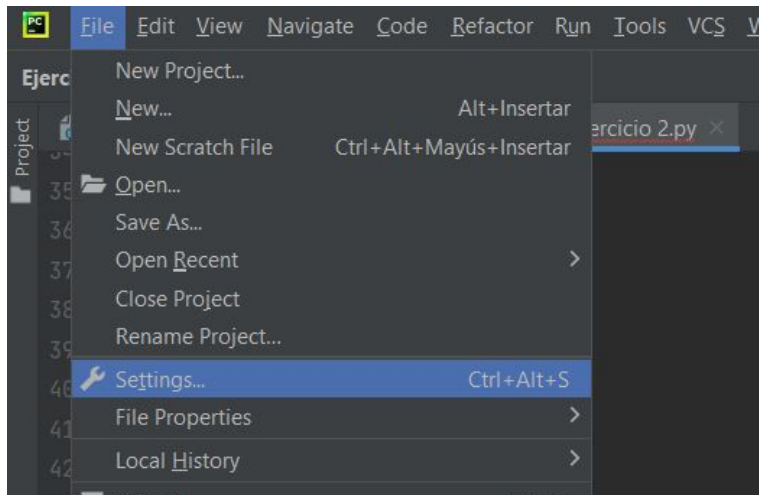 PC File Edit View Navigate Code Refactor Run Tools VCS
Ejerc
New Project...
New... Alt+Insertar
ercicio 2.py
New Scratch File Ctrl+Alt+Mayús+Insertar
Project
35 Open...
36 Save As...
37 Open Recent
38 Close Project
39 Rename Project...
40 Settings... Ctrl+Alt+S
41 File Properties
42 Local History